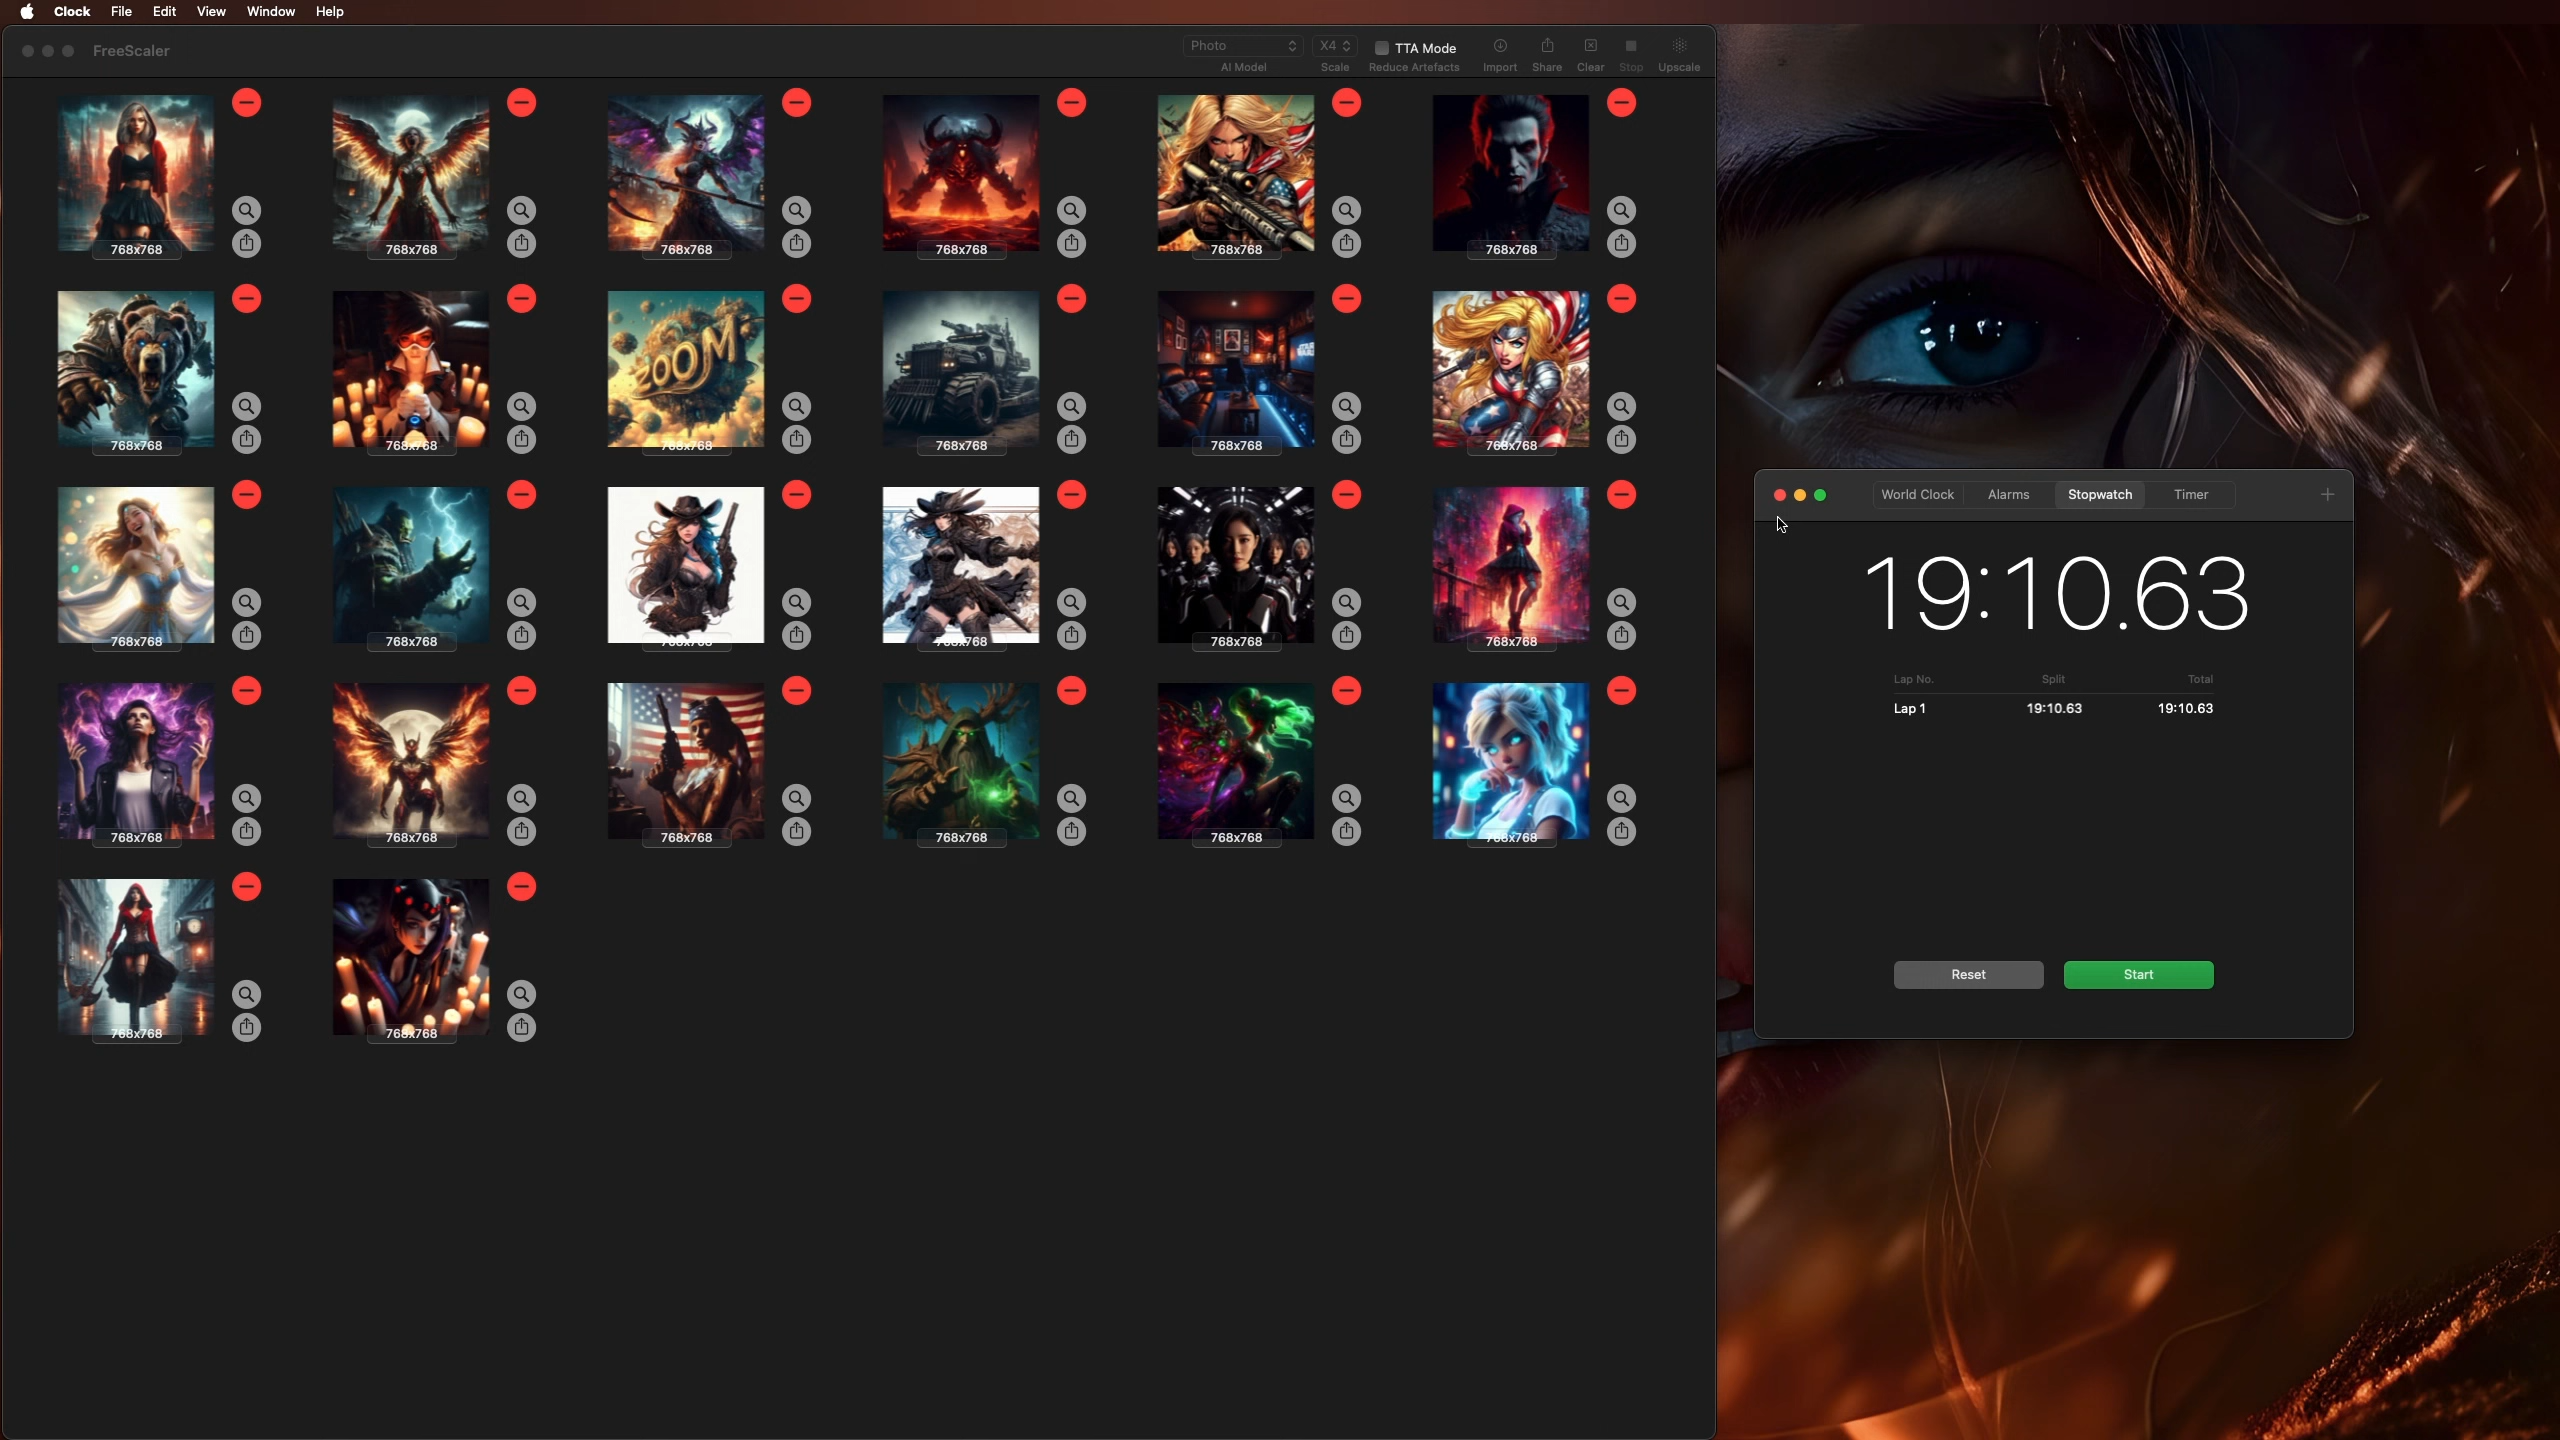 Clock File Edit View Window Help
FreeScaler
Photo X4 TTA Mode
AI Model Scale Reduce Artefacts Import Share Clear Stop Upscale
768x768 768x768 768x768 768x768 768x768 768x768
ZOOM
768x768 768x768 768x768 768x768 768x768 768x768
768x768 768x768 768x768 768x768 768x768 768x768
768x768 768x768 768x768 768x768 768x768 768x768
768x768 768x768
World Clock Alarms Stopwatch Timer
19:10.63
Lap No. Split Total
Lap 1 19:10.63 19:10.63
Reset Start